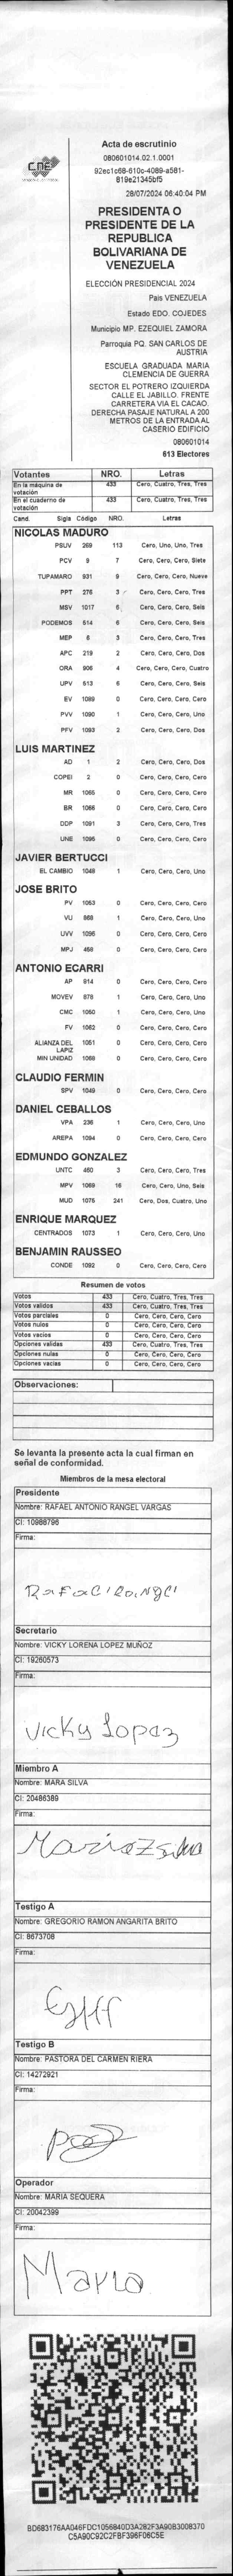 CNE
Acta de escrutinio
080601014.02.1.0001
92ec1c68-610c-4089-a581-
819e21345bf5
28/07/2024 06:40:04 PM
PRESIDENTA O
PRESIDENTE DE LA
REPUBLICA
BOLIVARIANA DE
VENEZUELA
ELECCIÓN PRESIDENCIAL 2024
Pais VENEZUELA
Estado EDO. COJEDES
Municipio MP. EZEQUIEL ZAMORA
Parroquia PQ. SAN CARLOS DE
AUSTRIA
ESCUELA GRADUADA MARIA
CLEMENCIA DE GUERRA
SECTOR EL POTRERO IZQUIERDA
CALLE EL JABILLO. FRENTE
CARRETERA VIA EL CACAO.
DERECHA PASAJE NATURAL A 200
METROS DE LA ENTRADA AL
CASERIO EDIFICIO
080601014
613 Electores
Votantes NRO. Letras
En la máquina de votación 433 Cero, Cuatro, Tres, Tres
En el cuaderno de votación 433 Cero, Cuatro, Tres, Tres
Cand. Sigla Código NRO. Letras
NICOLAS MADURO
PSUV 269 113 Cero, Uno, Uno, Tres
PCV 9 7 Cero, Cero, Cero, Siete
TUPAMARO 931 9 Cero, Cero, Cero, Nueve
PPT 276 3 Cero, Cero, Cero, Tres
MSV 1017 6 Cero, Cero, Cero, Seis
PODEMOS 514 6 Cero, Cero, Cero, Seis
MEP 6 3 Cero, Cero, Cero, Tres
APC 219 2 Cero, Cero, Cero, Dos
ORA 906 4 Cero, Cero, Cero, Cuatro
UPV 513 6 Cero, Cero, Cero, Seis
EV 1089 0 Cero, Cero, Cero, Cero
PVV 1090 1 Cero, Cero, Cero, Uno
PFV 1093 2 Cero, Cero, Cero, Dos
LUIS MARTINEZ
AD 1 2 Cero, Cero, Cero, Dos
COPEI 2 0 Cero, Cero, Cero, Cero
MR 1065 0 Cero, Cero, Cero, Cero
BR 1066 0 Cero, Cero, Cero, Cero
DDP 1091 3 Cero, Cero, Cero, Tres
UNE 1096 0 Cero, Cero, Cero, Cero
JAVIER BERTUCCI
EL CAMBIO 1048 1 Cero, Cero, Cero, Uno
JOSE BRITO
PV 1053 0 Cero, Cero, Cero, Cero
VU 868 1 Cero, Cero, Cero, Uno
UVV 1095 0 Cero, Cero, Cero, Cero
MPJ 458 0 Cero, Cero, Cero, Cero
ANTONIO ECARRI
AP 914 0 Cero, Cero, Cero, Cero
MOVEV 878 1 Cero, Cero, Cero, Uno
CMC 1050 1 Cero, Cero, Cero, Uno
FV 1062 0 Cero, Cero, Cero, Cero
ALIANZA DEL LAPIZ 1051 0 Cero, Cero, Cero, Cero
MIN UNIDAD 1068 0 Cero, Cero, Cero, Cero
CLAUDIO FERMIN
SPV 1049 0 Cero, Cero, Cero, Cero
DANIEL CEBALLOS
VPA 236 1 Cero, Cero, Cero, Uno
AREPA 1094 0 Cero, Cero, Cero, Cero
EDMUNDO GONZALEZ
UNTC 460 3 Cero, Cero, Cero, Tres
MPV 1069 16 Cero, Cero, Uno, Seis
MUD 1075 241 Cero, Dos, Cuatro, Uno
ENRIQUE MARQUEZ
CENTRADOS 1073 1 Cero, Cero, Cero, Uno
BENJAMIN RAUSSEO
CONDE 1092 0 Cero, Cero, Cero, Cero
Resumen de votos
Votos 433 Cero, Cuatro, Tres, Tres
Votos validos 433 Cero, Cuatro, Tres, Tres
Votos parciales 0 Cero, Cero, Cero, Cero
Votos nulos 0 Cero, Cero, Cero, Cero
Votos vacios 0 Cero, Cero, Cero, Cero
Opciones validas 433 Cero, Cuatro, Tres, Tres
Opciones nulas 0 Cero, Cero, Cero, Cero
Opciones vacias 0 Cero, Cero, Cero, Cero
Observaciones:
Se levanta la presente acta la cual firman en
señal de conformidad.
Miembros de la mesa electoral
Presidente
Nombre: RAFAEL ANTONIO RANGEL VARGAS
CI: 10988796
Firma:
Secretario
Nombre: VICKY LORENA LOPEZ MUÑOZ
CI: 19260573
Firma:
Vicky Lopez
Miembro A
Nombre: MARA SILVA
CI: 20486389
Firma:
Testigo A
Nombre: GREGORIO RAMON ANGARITA BRITO
CI: 8673708
Firma:
Testigo B
Nombre: PASTORA DEL CARMEN RIERA
CI: 14272921
Firma:
Operador
Nombre: MARIA SEQUERA
CI: 20042399
Firma:
Maria
BD683176AA046FDC1056840D3A282F3A90B3008370
C5A90C92C2FBF396F06C5E